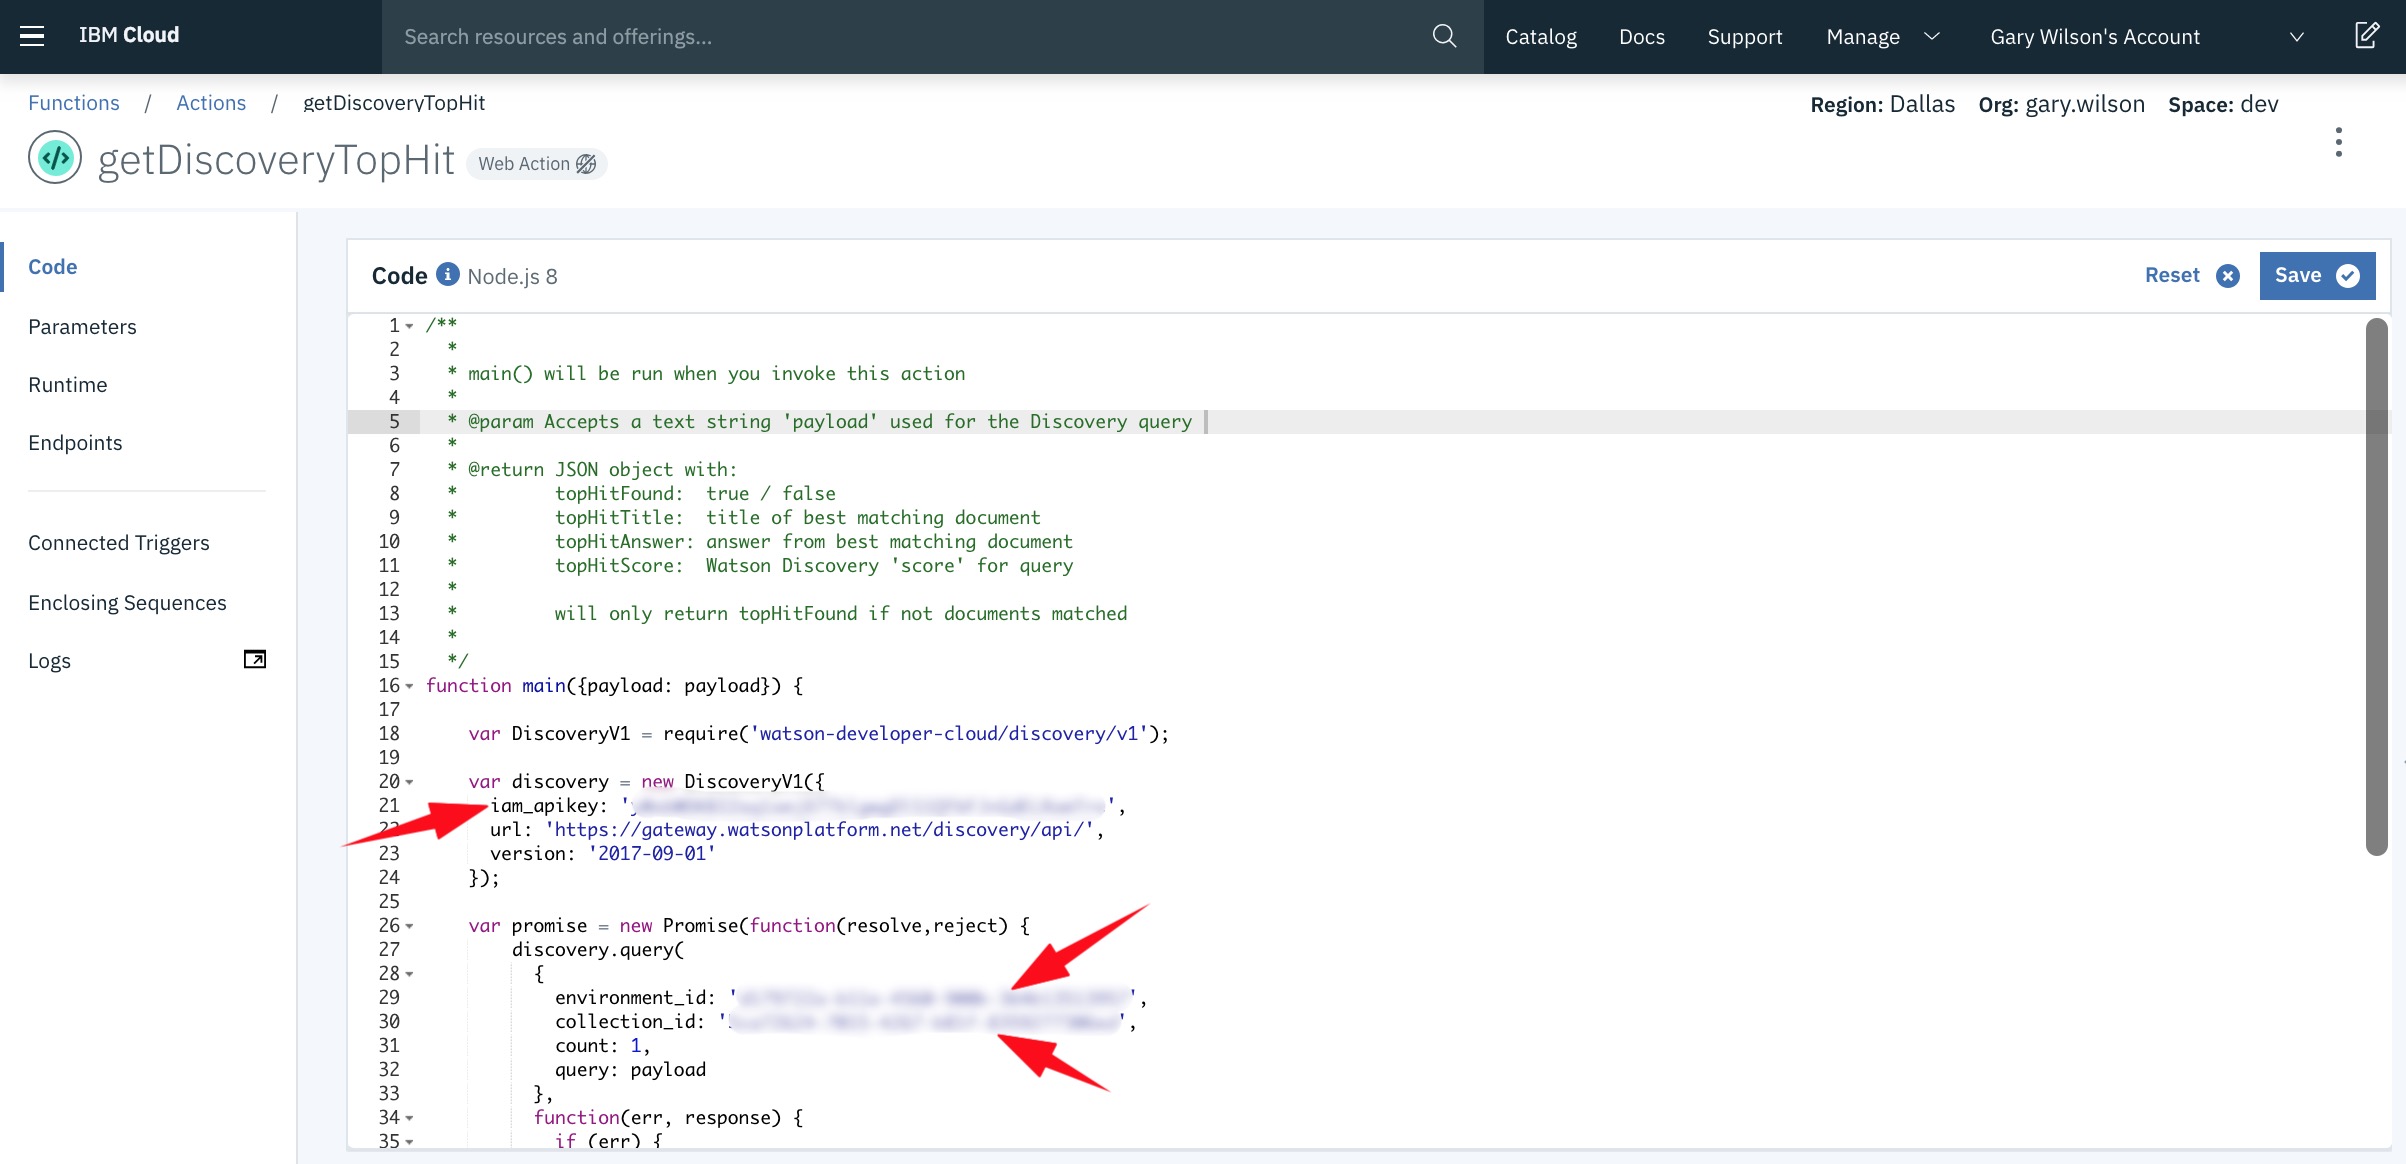 IBM Cloud
Search resources and offerings...
Catalog Docs Support Manage Gary Wilson's Account
Functions / Actions / getDiscoveryTopHit
Region: Dallas Org: gary.wilson Space: dev
getDiscoveryTopHit Web Action
Code
Parameters
Runtime
Endpoints
Connected Triggers
Enclosing Sequences
Logs
Code i Node.js 8
Reset Save
1 /**
2 *
3 * main() will be run when you invoke this action
4 *
5 * @param Accepts a text string 'payload' used for the Discovery query
6 *
7 * @return JSON object with:
8 * topHitFound: true / false
9 * topHitTitle: title of best matching document
10 * topHitAnswer: answer from best matching document
11 * topHitScore: Watson Discovery 'score' for query
12 *
13 * will only return topHitFound if not documents matched
14 *
15 */
16 function main({payload: payload}) {
17
18 var DiscoveryV1 = require('watson-developer-cloud/discovery/v1');
19
20 var discovery = new DiscoveryV1({
21 iam_apikey: '',
22 url: 'https://gateway.watsonplatform.net/discovery/api/',
23 version: '2017-09-01'
24 });
25
26 var promise = new Promise(function(resolve,reject) {
27 discovery.query(
28 {
29 environment_id: '',
30 collection_id: '',
31 count: 1,
32 query: payload
33 },
34 function(err, response) {
35 if (err) {